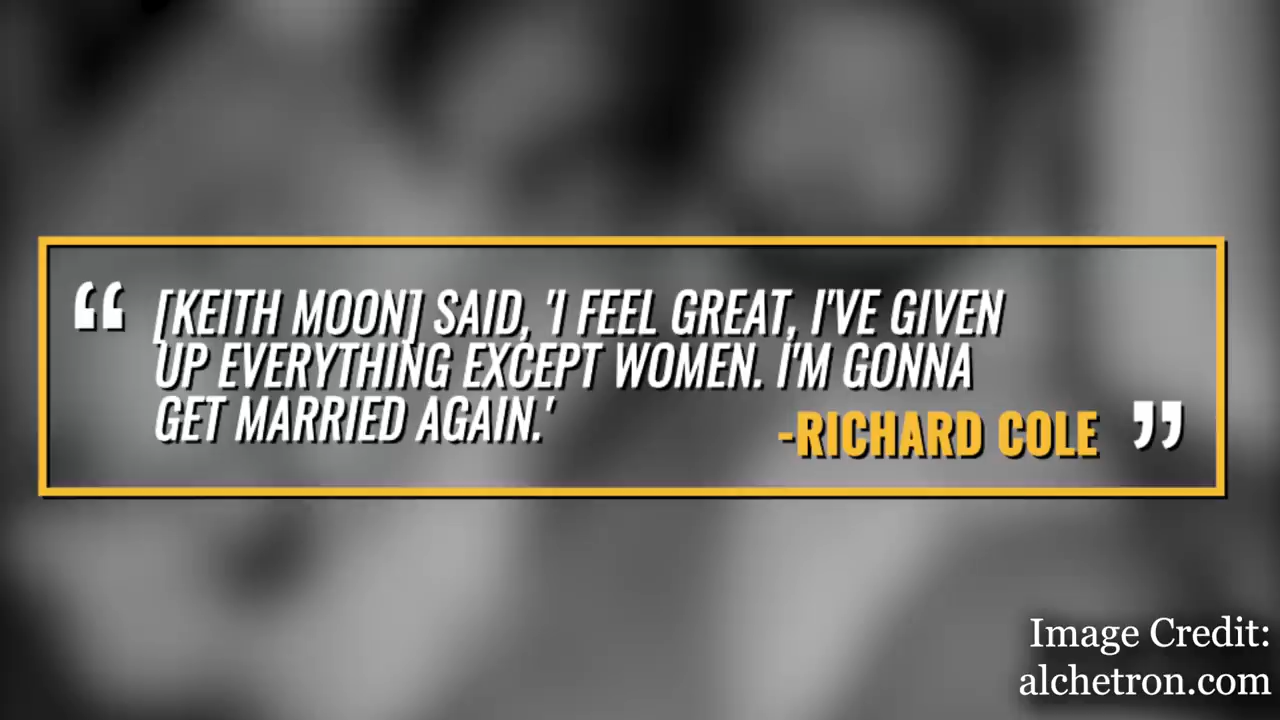 “ [KEITH MOON] SAID, 'I FEEL GREAT, I'VE GIVEN
UP EVERYTHING EXCEPT WOMEN. I'M GONNA
GET MARRIED AGAIN.'
-RICHARD COLE ”
Image Credit:
alchetron.com